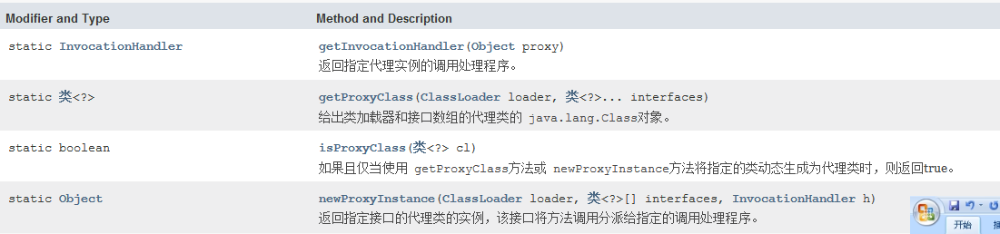 Modifier and Type Method and Description
static InvocationHandler getInvocationHandler(Object proxy)
返回指定代理实例的调用处理程序。
static 类<?> getProxyClass(ClassLoader loader, 类<?>... interfaces)
给出类加载器和接口数组的代理类的 java.lang.Class对象。
static boolean isProxyClass(类<?> cl)
如果且仅当使用 getProxyClass方法或 newProxyInstance方法将指定的类动态生成为代理类时，则返回true。
static Object newProxyInstance(ClassLoader loader, 类<?>[] interfaces, InvocationHandler h)
返回指定接口的代理类的实例，该接口将方法调用分派给指定的调用处理程序。
开始